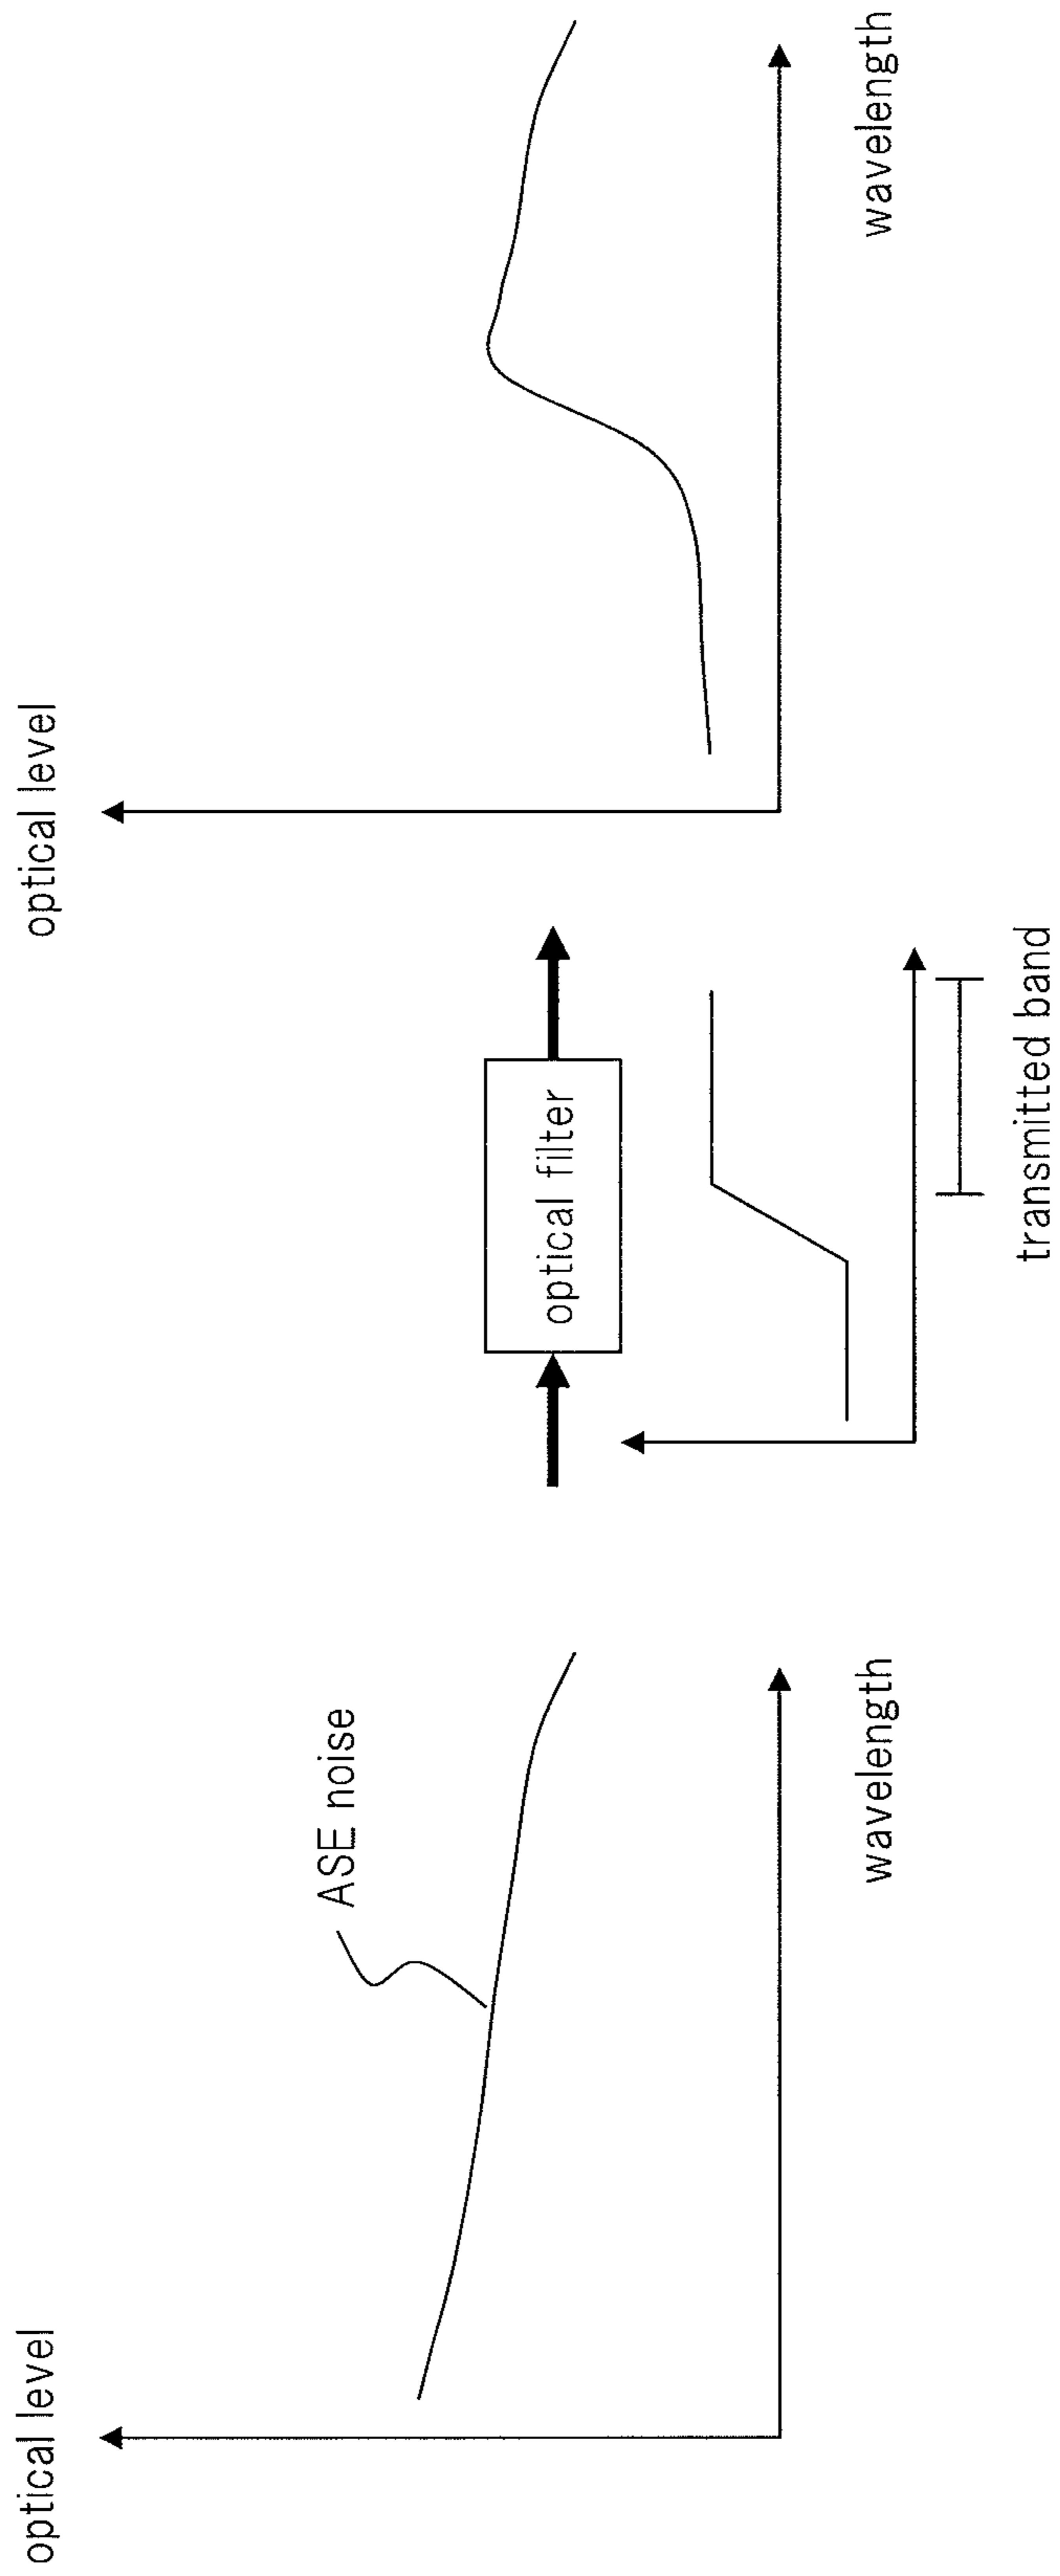 optical level
ASE noise
wavelength
optical filter
transmitted band
optical level
wavelength